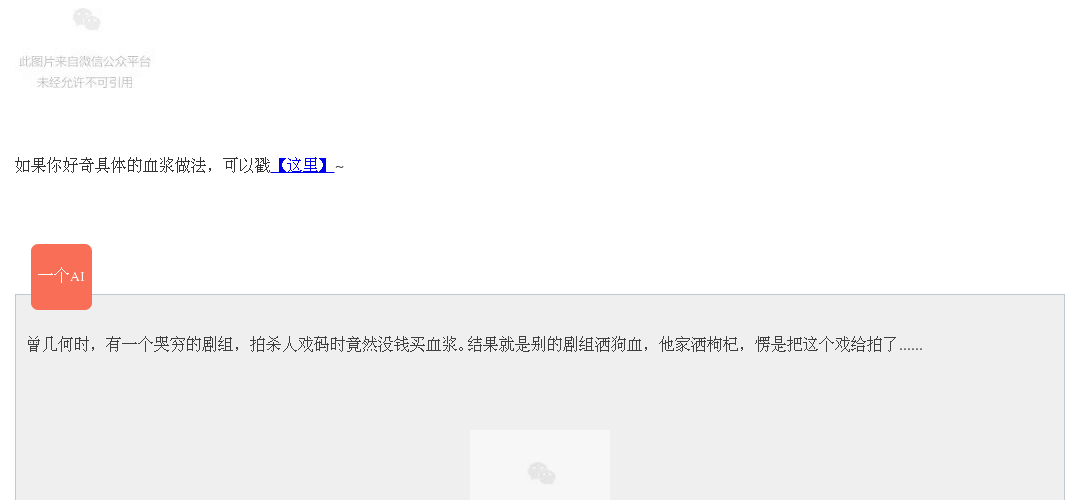 此图片来自微信公众平台
未经允许不可引用
如果你好奇具体的血浆做法，可以戳【这里】~
一个AI
曾几何时，有一个哭穷的剧组，拍杀人戏码时竟然没钱买血浆。结果就是别的剧组洒狗血，他家洒枸杞，愣是把这个戏给拍了......